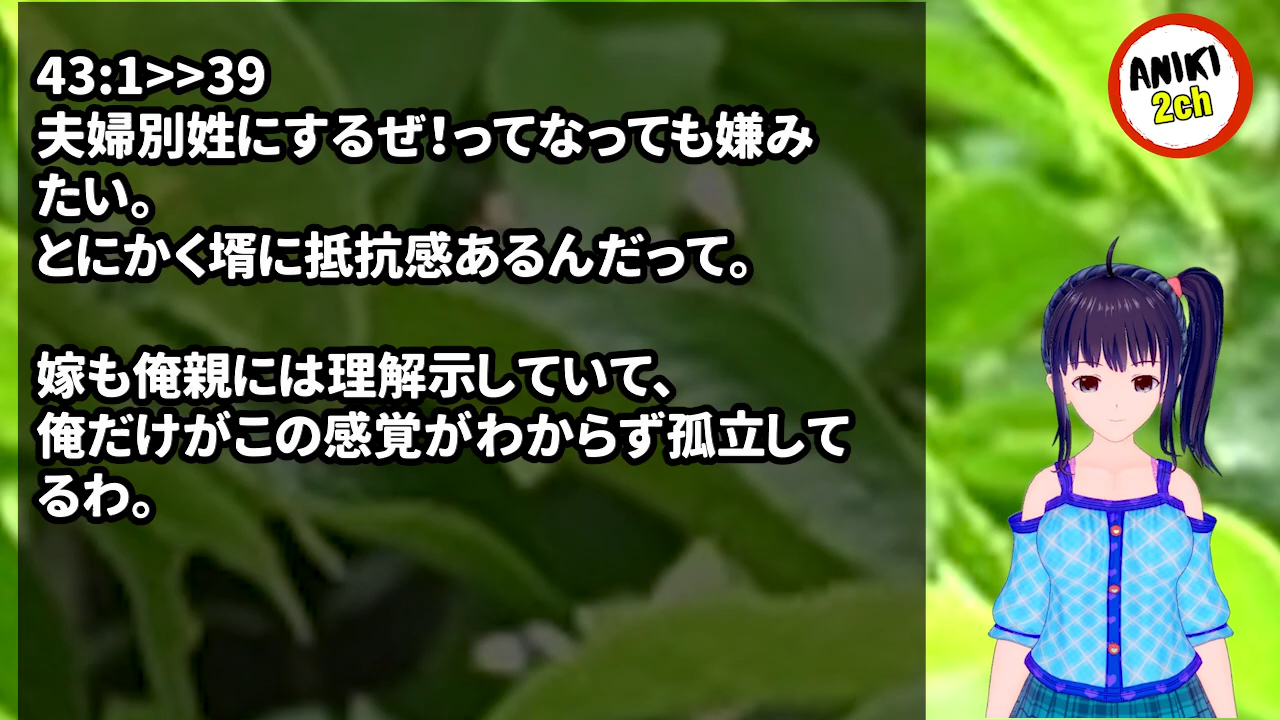 43:1>>39
夫婦別姓にするぜ！ってなっても嫌み
たい。
とにかく壻に抵抗感あるんだって。
嫁も俺親には理解示していて、
俺だけがこの感覚がわからず孤立して
るわ。
ANIKI
2ch